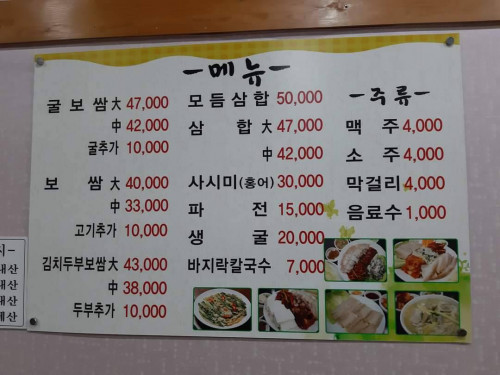 -메뉴-
굴보쌈 大 47,000
中 42,000
굴추가 10,000
보쌈 大 40,000
中 33,000
고기추가 10,000
김치두부보쌈 大 43,000
中 38,000
두부추가 10,000
모듬삼합 50,000
삼합 大 47,000
中 42,000
사시미(홍어) 30,000
파전 15,000
생굴 20,000
바지락칼국수 7,000
-주류-
맥주 4,000
소주 4,000
막걸리 4,000
음료수 1,000